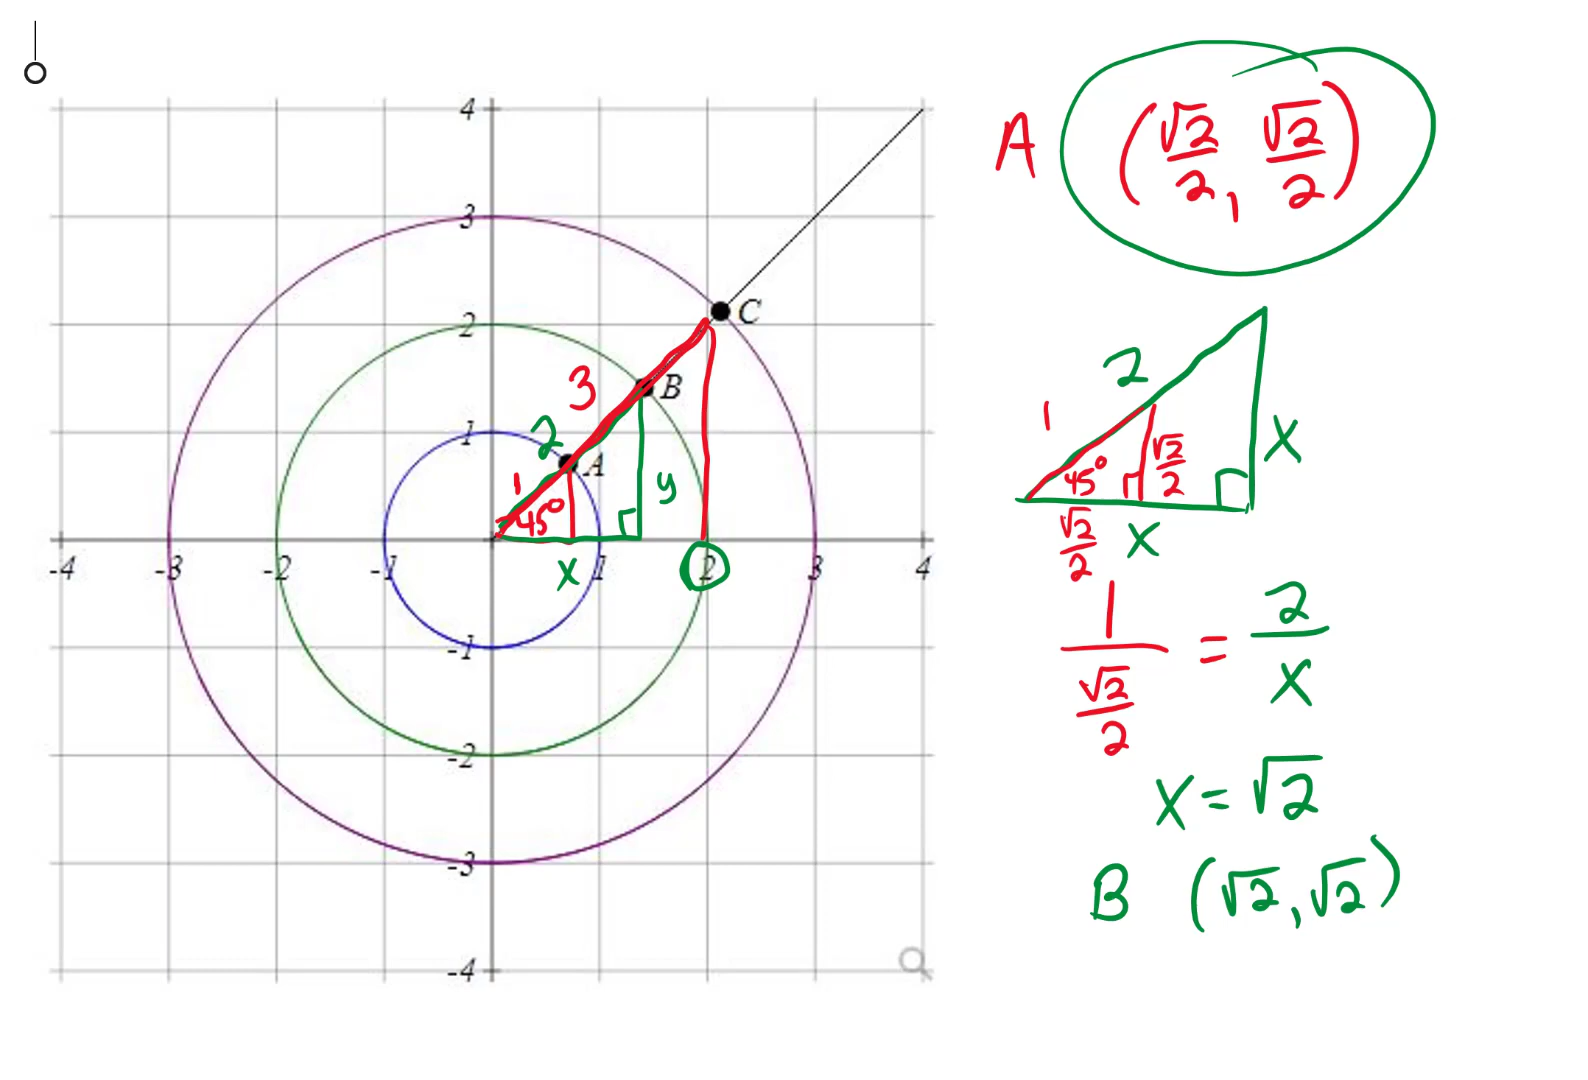 4
3
2
1
-1
-2
-3
-4
-4 -3 -2 -1 1 2 3 4
C
B
A
3
2
1
45°
y
x
A (√2/2, √2/2)
2
1
45°
√2/2
x
√2/2
x
1/(√2/2) = 2/x
x = √2
B (√2, √2)